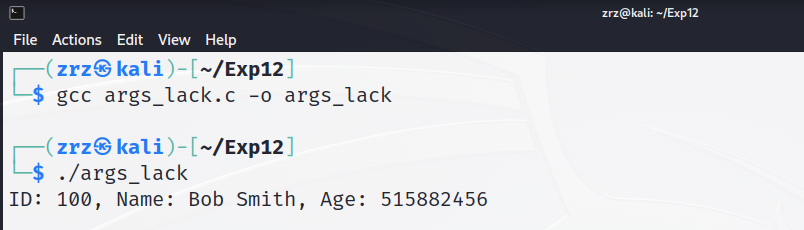 zrz@kali: ~/Exp12
File Actions Edit View Help
┌──(zrz㉿kali)-[~/Exp12]
└─$ gcc args_lack.c -o args_lack
┌──(zrz㉿kali)-[~/Exp12]
└─$ ./args_lack
ID: 100, Name: Bob Smith, Age: 515882456